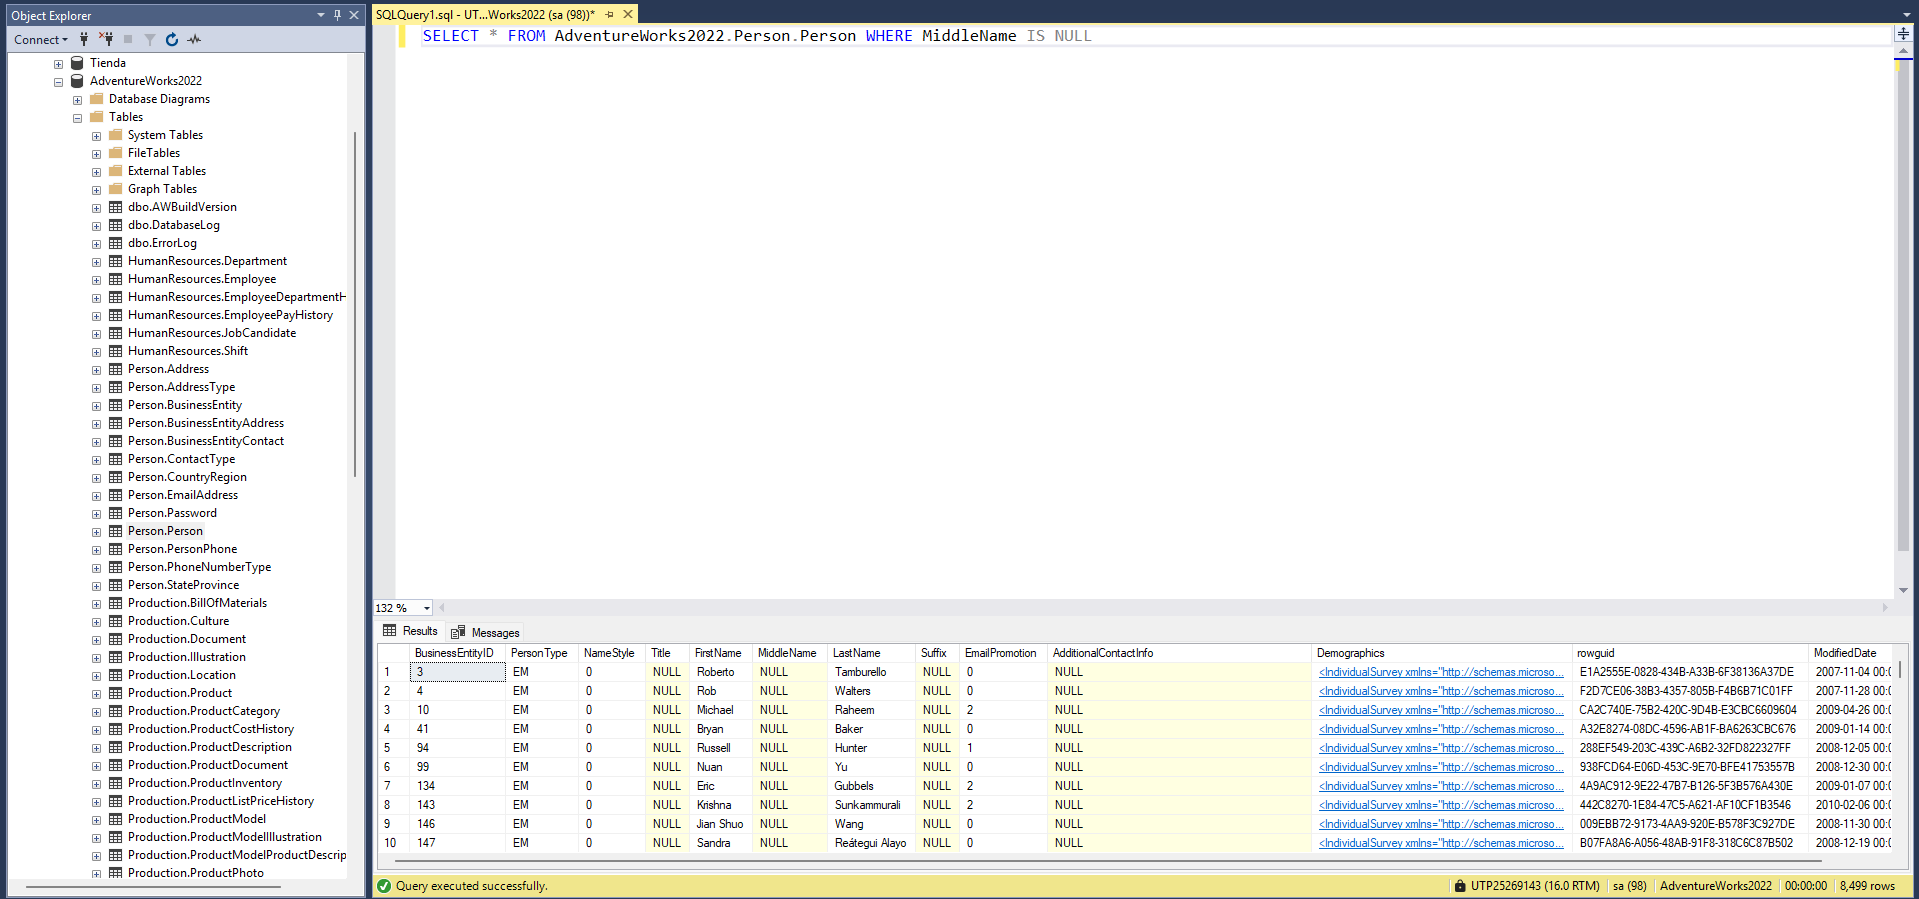 Object Explorer
Connect
Tienda
AdventureWorks2022
Database Diagrams
Tables
System Tables
FileTables
External Tables
Graph Tables
dbo.AWBuildVersion
dbo.DatabaseLog
dbo.ErrorLog
HumanResources.Department
HumanResources.Employee
HumanResources.EmployeeDepartmentH
HumanResources.EmployeePayHistory
HumanResources.JobCandidate
HumanResources.Shift
Person.Address
Person.AddressType
Person.BusinessEntity
Person.BusinessEntityAddress
Person.BusinessEntityContact
Person.ContactType
Person.CountryRegion
Person.EmailAddress
Person.Password
Person.Person
Person.PersonPhone
Person.PhoneNumberType
Person.StateProvince
Production.BillOfMaterials
Production.Culture
Production.Document
Production.Illustration
Production.Location
Production.Product
Production.ProductCategory
Production.ProductCostHistory
Production.ProductDescription
Production.ProductDocument
Production.ProductInventory
Production.ProductListPriceHistory
Production.ProductModel
Production.ProductModelIllustration
Production.ProductModelProductDescrip
Production.ProductPhoto
SQLQuery1.sql - UT...Works2022 (sa (98))*
SELECT * FROM AdventureWorks2022.Person.Person WHERE MiddleName IS NULL
132 %
Results Messages
BusinessEntityID PersonType NameStyle Title FirstName MiddleName LastName Suffix EmailPromotion AdditionalContactInfo Demographics rowguid ModifiedDate
1 3 EM 0 NULL Roberto NULL Tamburello NULL 0 NULL <IndividualSurvey xmlns="http://schemas.microso... E1A2555E-0828-434B-A33B-6F38136A37DE 2007-11-04 00:0
2 4 EM 0 NULL Rob NULL Walters NULL 0 NULL <IndividualSurvey xmlns="http://schemas.microso... F2D7CE06-38B3-4357-805B-F4B6B71C01FF 2007-11-28 00:0
3 10 EM 0 NULL Michael NULL Raheem NULL 2 NULL <IndividualSurvey xmlns="http://schemas.microso... CA2C740E-75B2-420C-9D4B-E3CBC6609604 2009-04-26 00:0
4 41 EM 0 NULL Bryan NULL Baker NULL 0 NULL <IndividualSurvey xmlns="http://schemas.microso... A32E8274-08DC-4596-AB1F-BA6263CBC676 2009-01-14 00:0
5 94 EM 0 NULL Russell NULL Hunter NULL 1 NULL <IndividualSurvey xmlns="http://schemas.microso... 288EF549-203C-439C-A6B2-32FD822327FF 2008-12-05 00:0
6 99 EM 0 NULL Nuan NULL Yu NULL 0 NULL <IndividualSurvey xmlns="http://schemas.microso... 938FCD64-E06D-453C-9E70-BFE41753557B 2008-12-30 00:0
7 134 EM 0 NULL Eric NULL Gubbels NULL 2 NULL <IndividualSurvey xmlns="http://schemas.microso... 4A9AC912-9E22-47B7-B126-5F3B576A430E 2009-01-07 00:0
8 143 EM 0 NULL Krishna NULL Sunkammurali NULL 2 NULL <IndividualSurvey xmlns="http://schemas.microso... 442C8270-1E84-47C5-A621-AF10CF1B3546 2010-02-06 00:0
9 146 EM 0 NULL Jian Shuo NULL Wang NULL 0 NULL <IndividualSurvey xmlns="http://schemas.microso... 009EBB72-9173-4AA9-920E-B578F3C927DE 2008-11-30 00:0
10 147 EM 0 NULL Sandra NULL Reátegui Alayo NULL 0 NULL <IndividualSurvey xmlns="http://schemas.microso... B07FA8A6-A056-48AB-91F8-318C6C87B502 2008-12-19 00:0
Query executed successfully. UTP25269143 (16.0 RTM) sa (98) AdventureWorks2022 00:00:00 8,499 rows